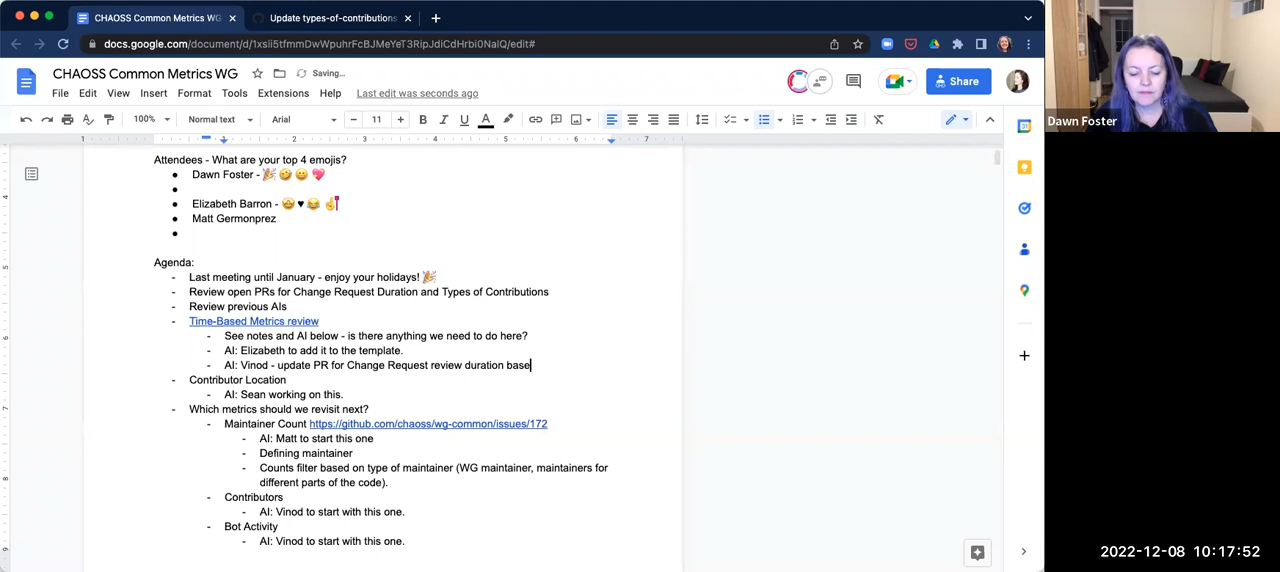 CHAOSS Common Metrics WG
Update types-of-contributions
docs.google.com/document/d/1xsii5tfmmDwWpuhrFcBJMeYeT3RipJdiCdHrbi0NaIQ/edit#
CHAOSS Common Metrics WG
Saving...
File Edit View Insert Format Tools Extensions Help Last edit was seconds ago
Share
100% Normal text Arial 11
1 1 2 3 4 5 6 7
Attendees - What are your top 4 emojis?
● Dawn Foster - 🎉 🤣 😀 💖
●
● Elizabeth Barron - 🤩 ♥ 😂
● Matt Germonprez
●
Agenda:
- Last meeting until January - enjoy your holidays! 🎉
- Review open PRs for Change Request Duration and Types of Contributions
- Review previous AIs
- Time-Based Metrics review
- See notes and AI below - is there anything we need to do here?
- AI: Elizabeth to add it to the template.
- AI: Vinod - update PR for Change Request review duration base
- Contributor Location
- AI: Sean working on this.
- Which metrics should we revisit next?
- Maintainer Count https://github.com/chaoss/wg-common/issues/172
- AI: Matt to start this one
- Defining maintainer
- Counts filter based on type of maintainer (WG maintainer, maintainers for
different parts of the code).
- Contributors
- AI: Vinod to start with this one.
- Bot Activity
- AI: Vinod to start with this one.
Dawn Foster
2022-12-08 10:17:52